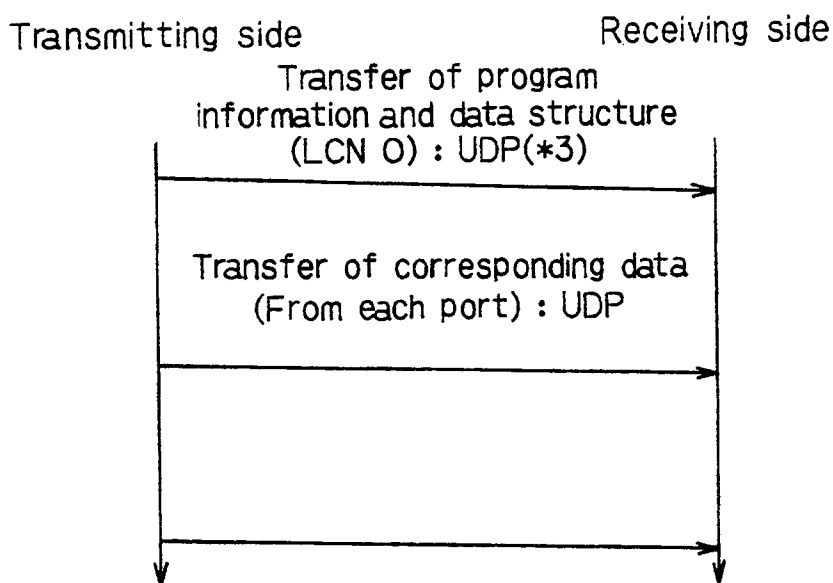 Transmitting side
Receiving side
Transfer of program
information and data structure
(LCN 0) : UDP(*3)
Transfer of corresponding data
(From each port) : UDP